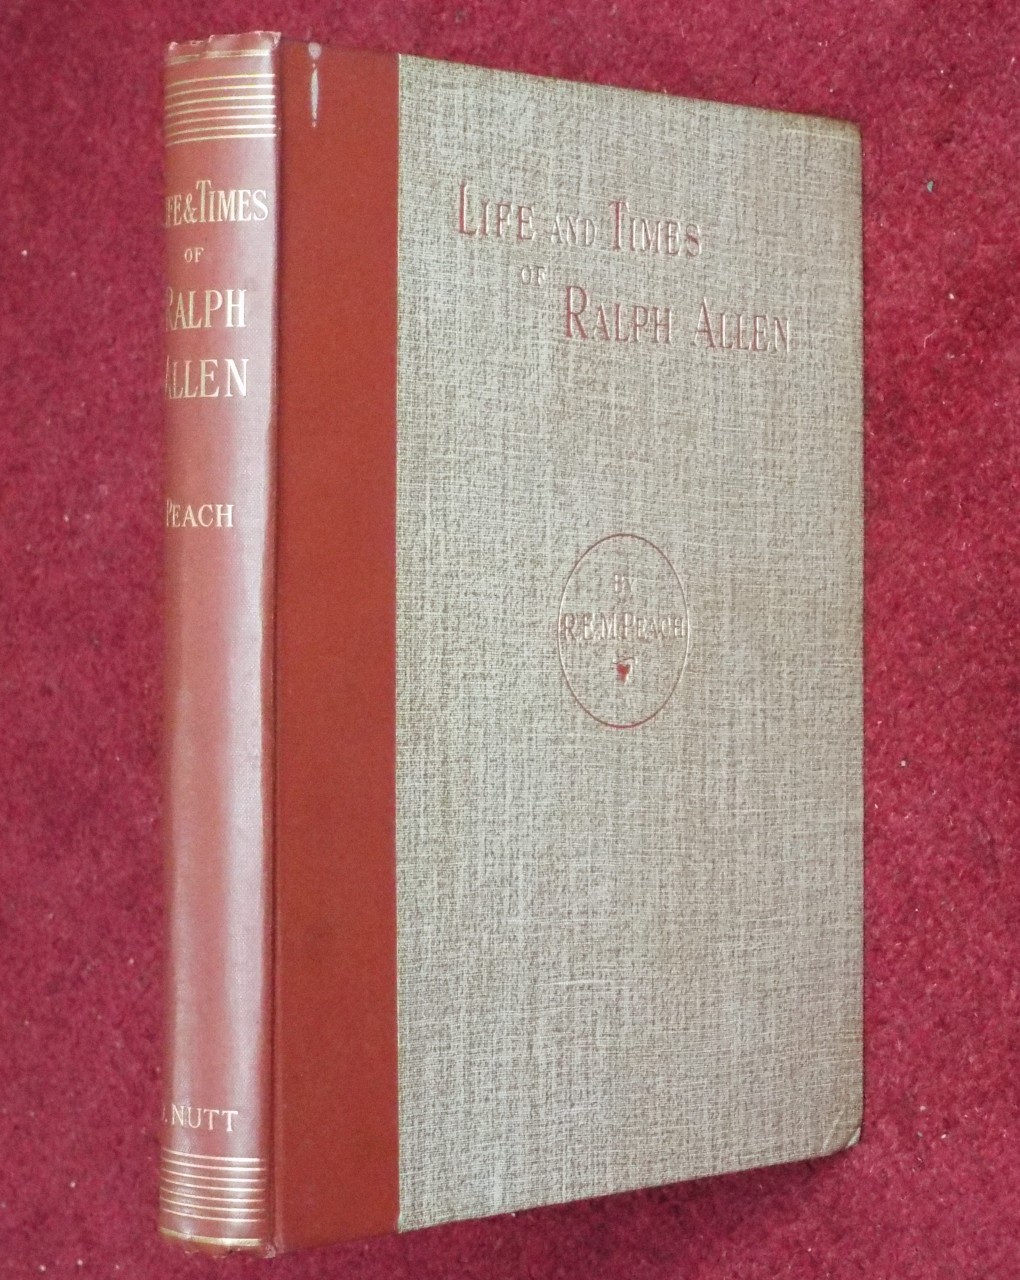 LIFE & TIMES
OF
RALPH
ALLEN
PEACH
D. NUTT
LIFE AND TIMES
OF
RALPH ALLEN
BY
R.E.M. PEACH